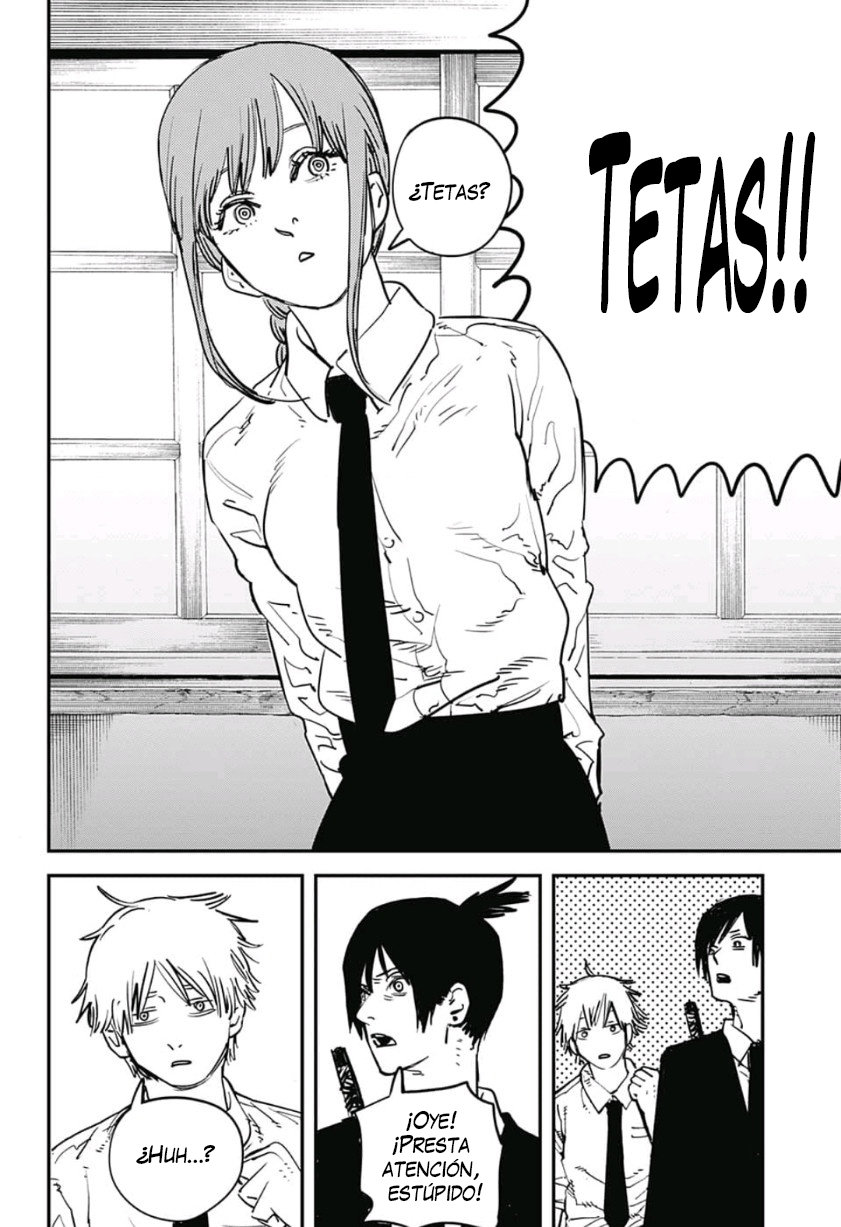 TETAS!!
¿TETAS?
¿HUH...?
¡OYE!
¡PRESTA
ATENCIÓN,
ESTÚPIDO!